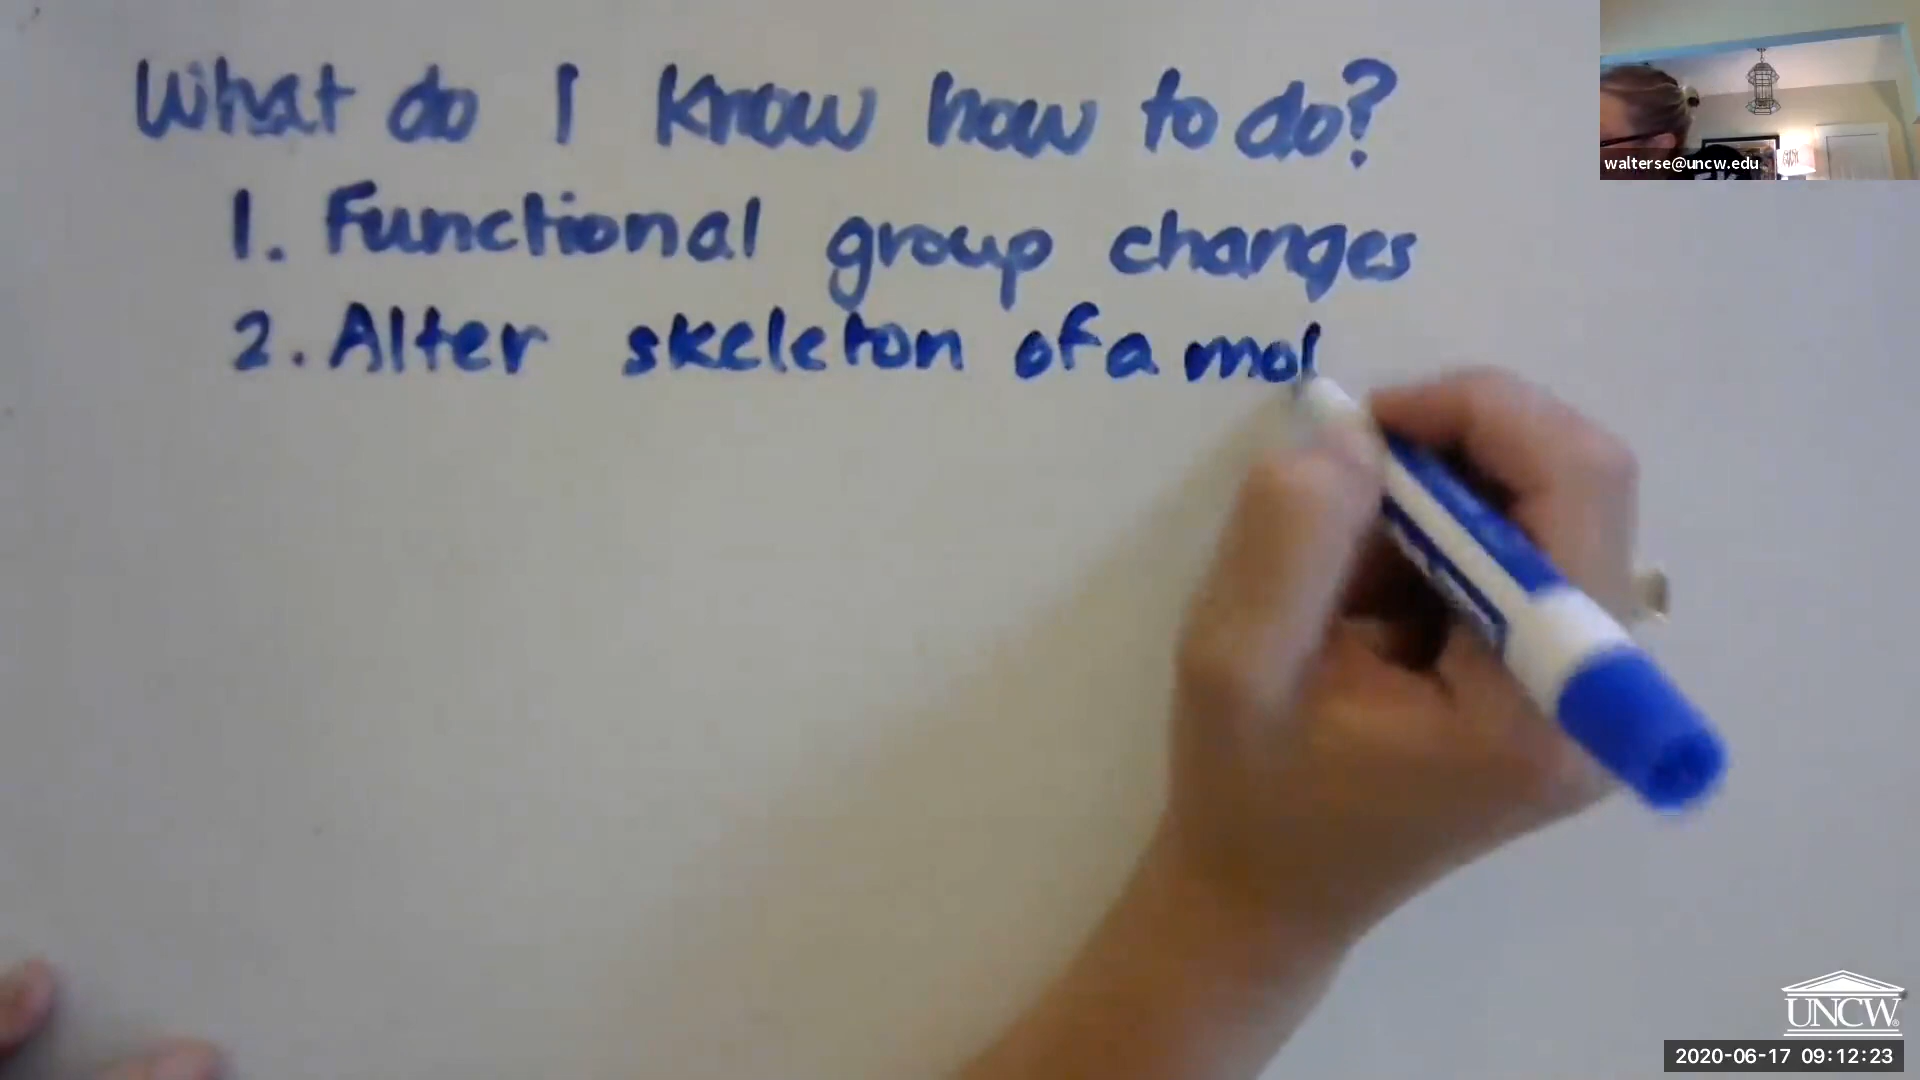 What do I know how to do?
1. Functional group changes
2. Alter skeleton of a mol
walterse@uncw.edu
UNCW
2020-06-17 09:12:23